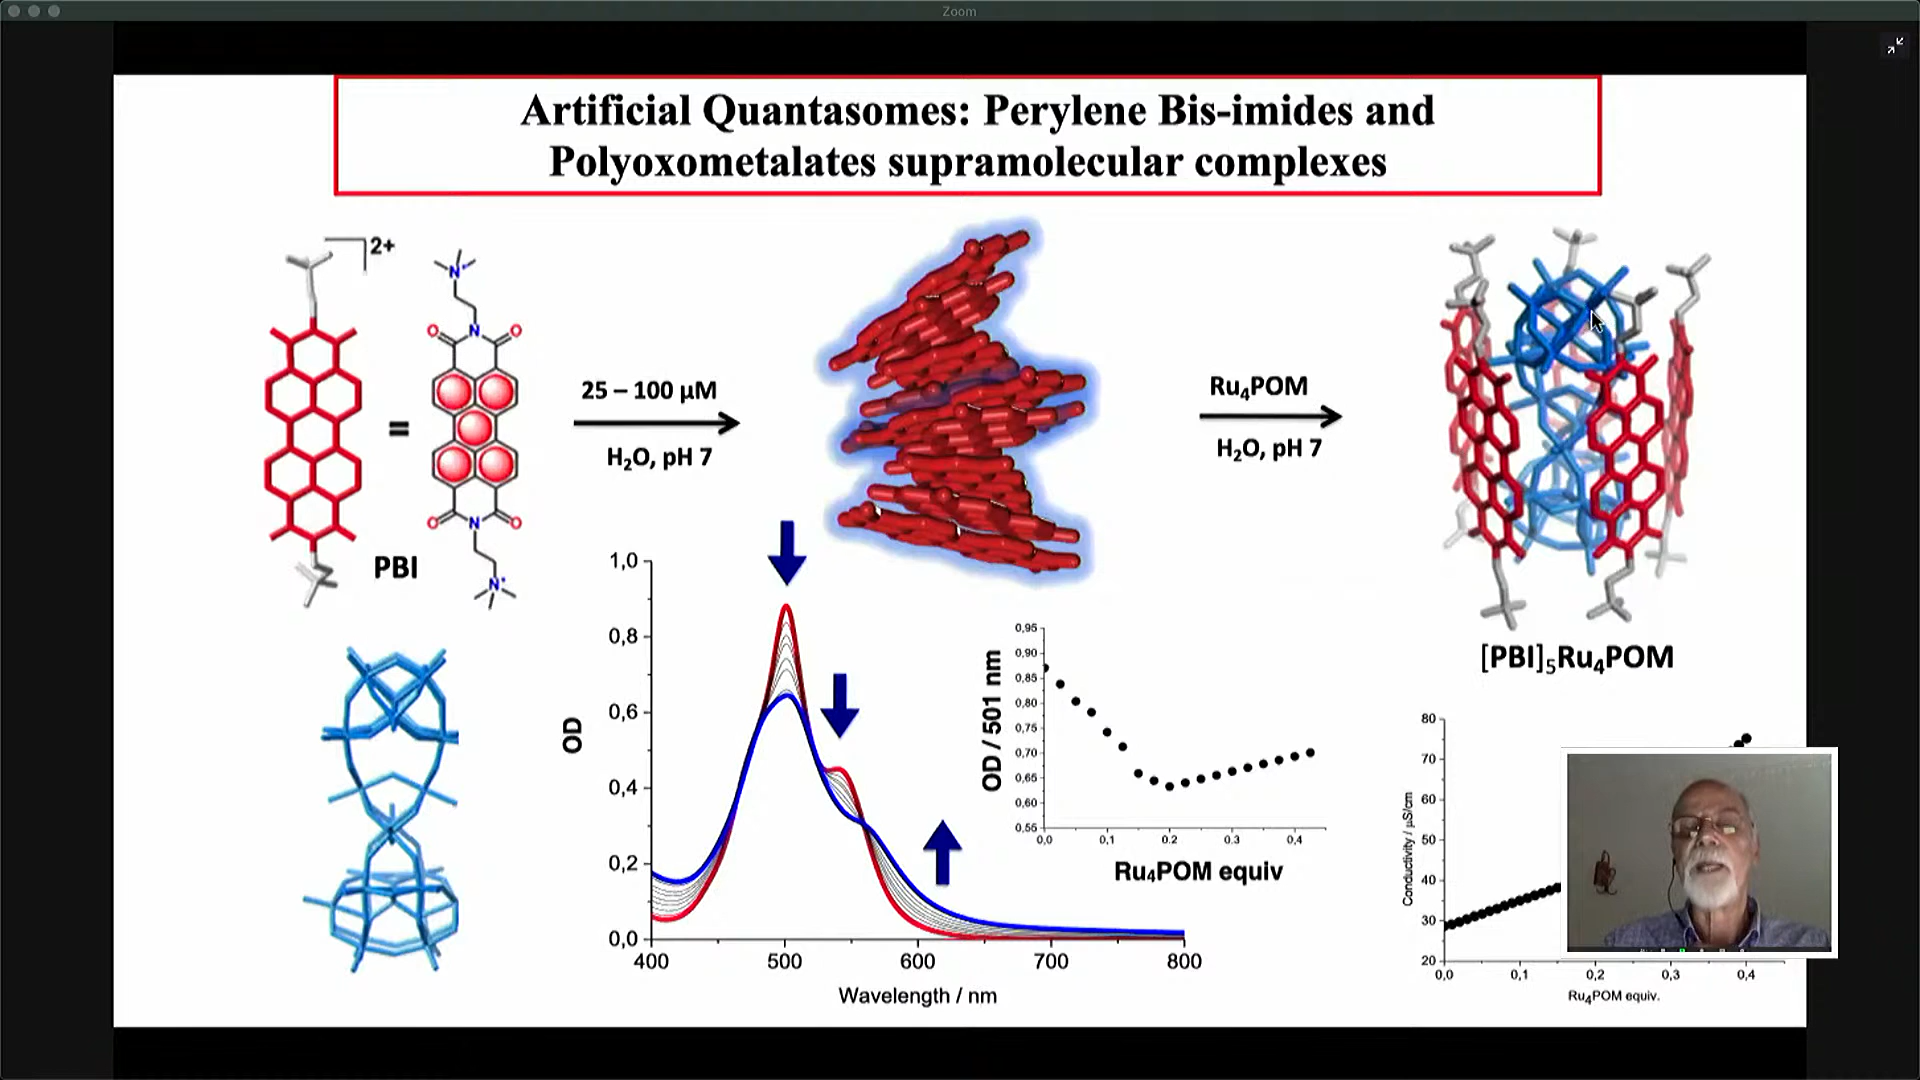 Zoom
Artificial Quantasomes: Perylene Bis-imides and
Polyoxometalates supramolecular complexes
2+
N⁺
O N O
O N O
N⁺
=
PBI
25 – 100 µM
H₂O, pH 7
Ru₄POM
H₂O, pH 7
[PBI]₅Ru₄POM
OD
1,0
0,8
0,6
0,4
0,2
0,0
400 500 600 700 800
Wavelength / nm
OD / 501 nm
0,95
0,90
0,85
0,80
0,75
0,70
0,65
0,60
0,55
0,0 0,1 0,2 0,3 0,4
Ru₄POM equiv
Conductivity / µS/cm
80
70
60
50
40
30
20
0,0 0,1 0,2 0,3 0,4
Ru₄POM equiv.